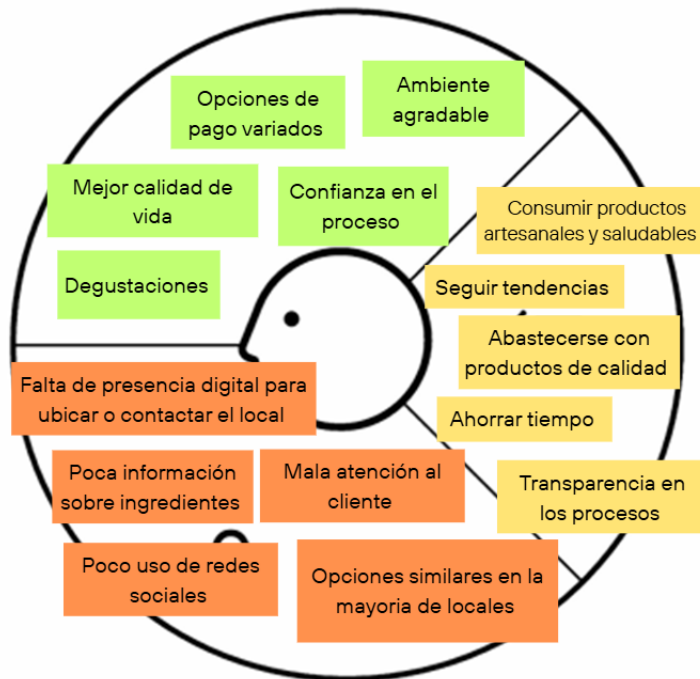 Opciones de
pago variados
Ambiente
agradable
Mejor calidad de
vida
Confianza en el
proceso
Degustaciones
Consumir productos
artesanales y saludables
Seguir tendencias
Abastecerse con
productos de calidad
Ahorrar tiempo
Transparencia en
los procesos
Falta de presencia digital para
ubicar o contactar el local
Poca información
sobre ingredientes
Mala atención al
cliente
Poco uso de redes
sociales
Opciones similares en la
mayoria de locales